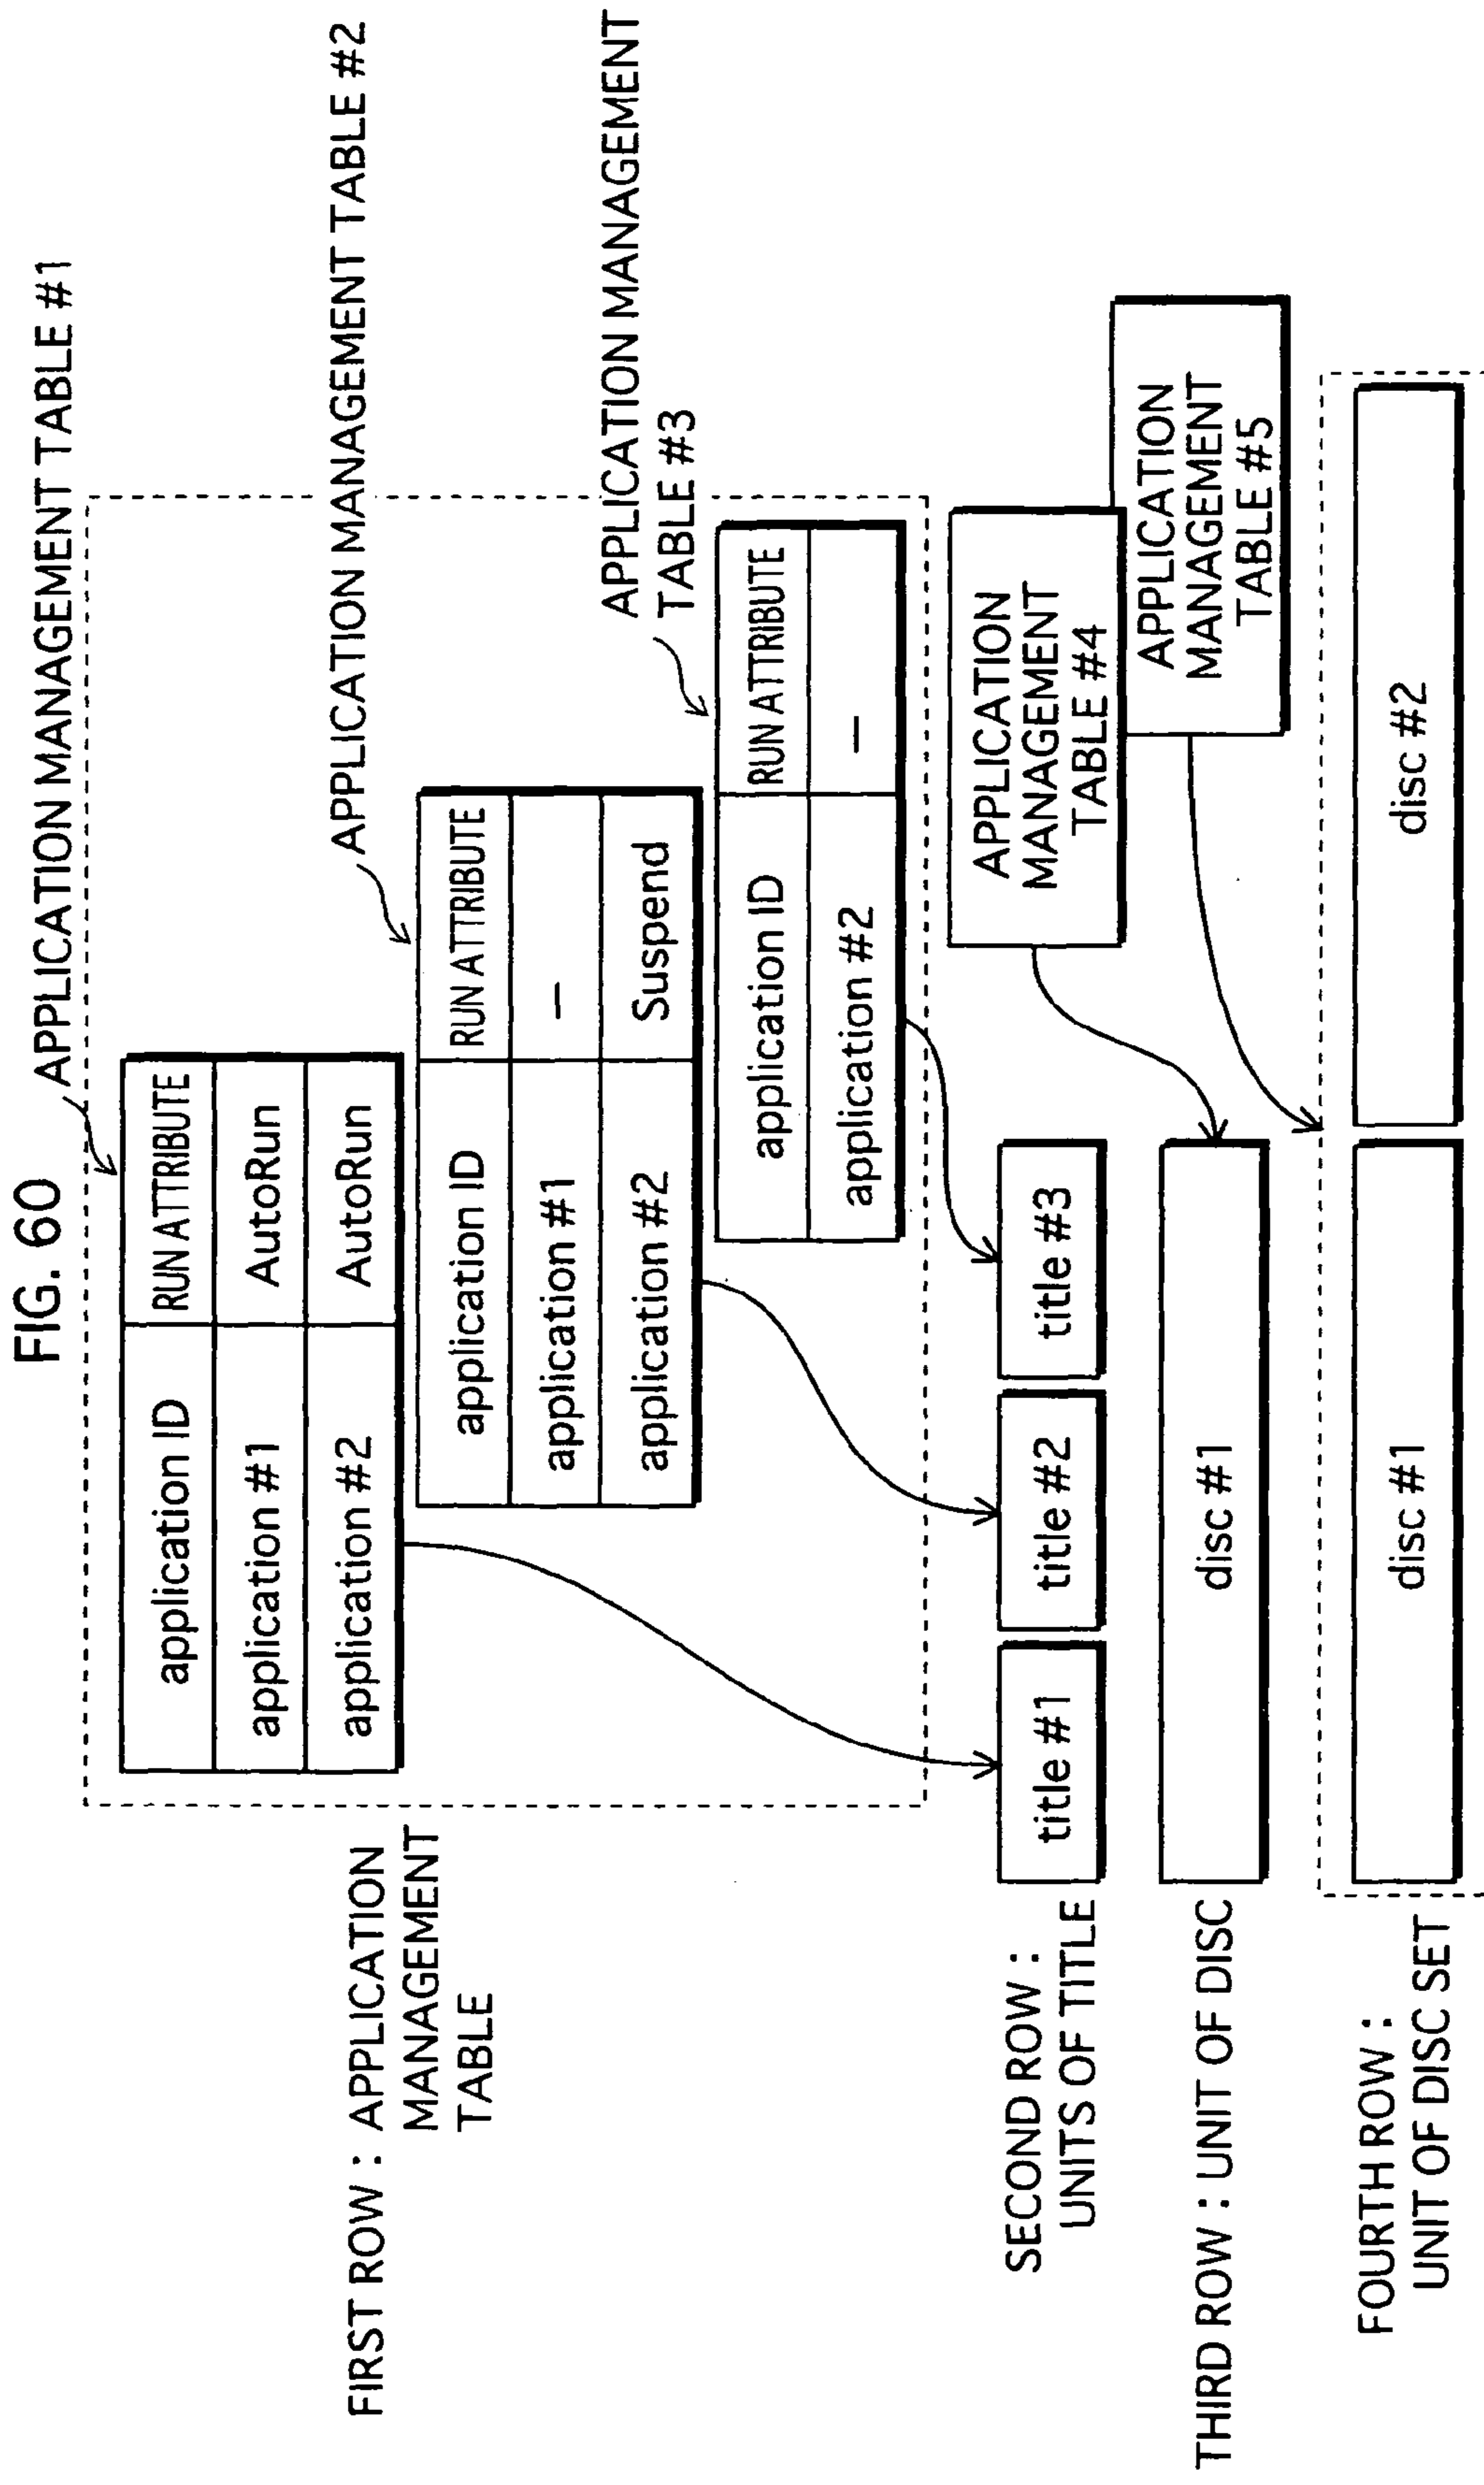 FIG. 60
APPLICATION MANAGEMENT TABLE #1
APPLICATION MANAGEMENT TABLE #2
APPLICATION MANAGEMENT
TABLE #3
FIRST ROW : APPLICATION
MANAGEMENT
TABLE
application ID RUN ATTRIBUTE
application #1 AutoRun
application #2 AutoRun
application ID RUN ATTRIBUTE
application #1 –
application #2 Suspend
application ID RUN ATTRIBUTE
application #2 –
APPLICATION
MANAGEMENT
TABLE #4
APPLICATION
MANAGEMENT
TABLE #5
SECOND ROW :
UNITS OF TITLE
title #1
title #2
title #3
THIRD ROW : UNIT OF DISC
disc #1
FOURTH ROW :
UNIT OF DISC SET
disc #1
disc #2